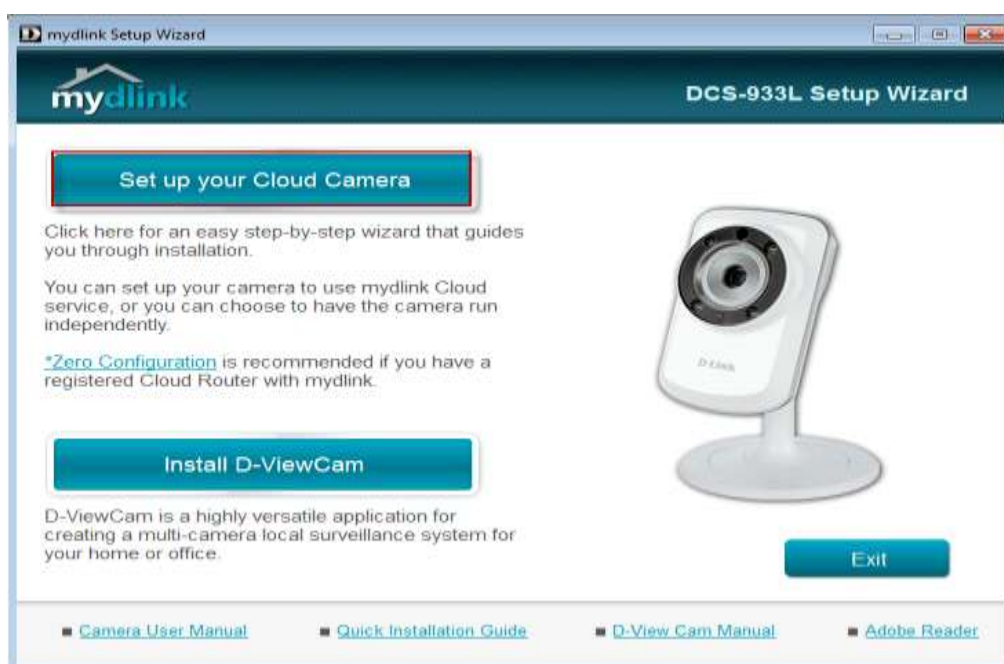 mydlink Setup Wizard
mydlink
DCS-933L Setup Wizard
Set up your Cloud Camera
Click here for an easy step-by-step wizard that guides
you through installation.
You can set up your camera to use mydlink Cloud
service, or you can choose to have the camera run
independently.
*Zero Configuration is recommended if you have a
registered Cloud Router with mydlink.
D-Link
Install D-ViewCam
D-ViewCam is a highly versatile application for
creating a multi-camera local surveillance system for
your home or office.
Exit
Camera User Manual
Quick Installation Guide
D-View Cam Manual
Adobe Reader